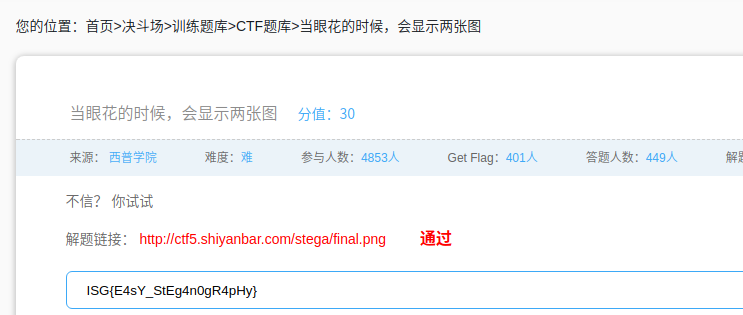 您的位置：首页>决斗场>训练题库>CTF题库>当眼花的时候，会显示两张图
当眼花的时候，会显示两张图 分值：30
来源： 西普学院 难度：难 参与人数：4853人 Get Flag：401人 答题人数：449人 解题
不信？ 你试试
解题链接： http://ctf5.shiyanbar.com/stega/final.png 通过
ISG{E4sY_StEg4n0gR4pHy}